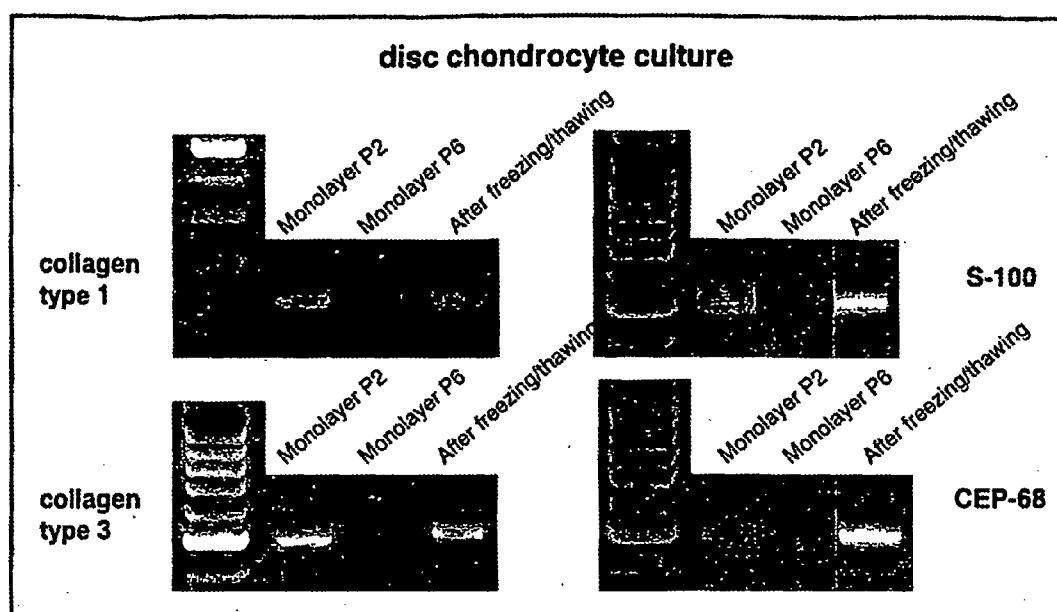 disc chondrocyte culture
Monolayer P2
Monolayer P6
After freezing/thawing
Monolayer P2
Monolayer P6
After freezing/thawing
collagen
type 1
S-100
Monolayer P2
Monolayer P6
After freezing/thawing
Monolayer P2
Monolayer P6
After freezing/thawing
collagen
type 3
CEP-68